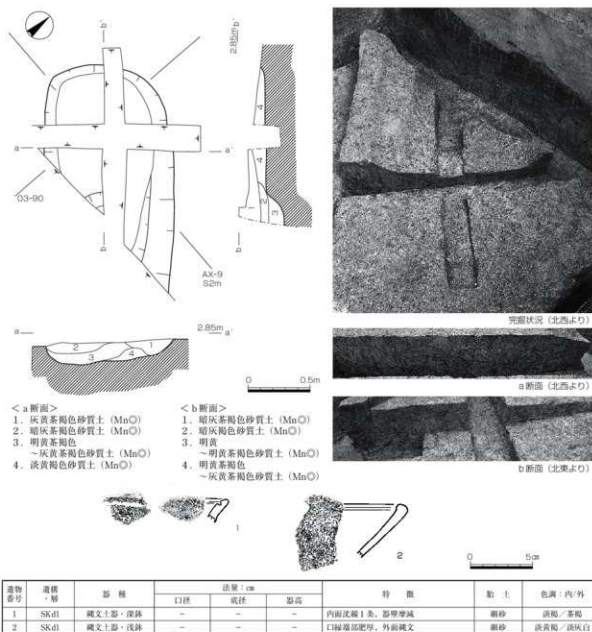 b'
2.85m b'
a
a'
4
4
2
3
03-90
b
b
AX-9
S2m
完掘状況（北西より）
a
2.85m
a'
2
1
3
4
0
0.5m
a断面（北西より）
＜a断面＞
1．灰黄茶褐色砂質土（Mn◎）
2．暗灰茶褐色砂質土（Mn◎）
3．明黄茶褐色
～灰黄茶褐色砂質土（Mn◎）
4．淡黄褐色砂質土（Mn◎）
＜b断面＞
1．暗灰茶褐色砂質土（Mn◎）
2．暗灰褐色砂質土（Mn◎）
3．明黄
～明黄茶褐色砂質土（Mn◎）
4．明黄茶褐色
～灰黄茶褐色砂質土（Mn◎）
b断面（北東より）
1
2
0
5cm
遺物番号 遺構・層 器種 法量：cm 特徴 胎土 色調：内/外
口径 底径 器高
1 SKd1 縄文土器・深鉢 － － － 内面沈線1条、器壁摩滅 細砂 淡褐／茶褐
2 SKd1 縄文土器・浅鉢 － － － 口縁端部肥厚、外面縄文 細砂 淡黄褐／淡灰白